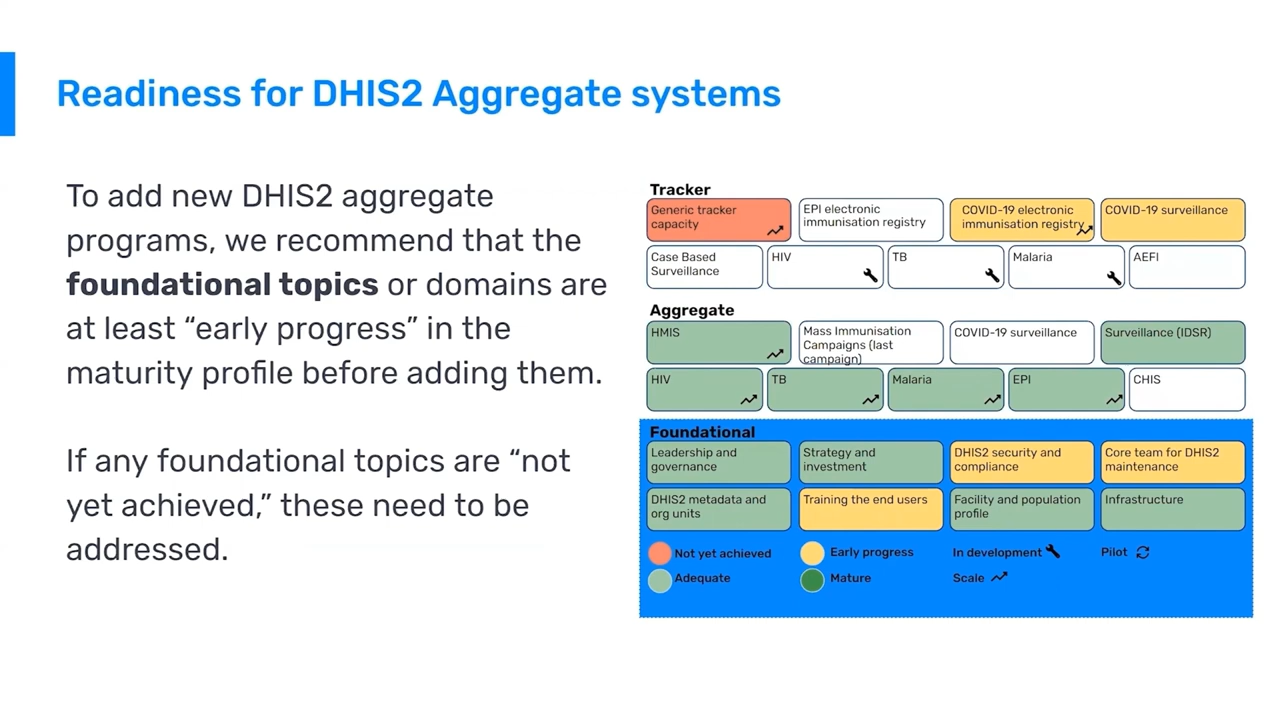 Readiness for DHIS2 Aggregate systems
To add new DHIS2 aggregate
programs, we recommend that the
foundational topics or domains are
at least “early progress” in the
maturity profile before adding them.
If any foundational topics are “not
yet achieved,” these need to be
addressed.
Tracker
Generic tracker
capacity
EPI electronic
immunisation registry
COVID-19 electronic
immunisation registry
COVID-19 surveillance
Case Based
Surveillance
HIV
TB
Malaria
AEFI
Aggregate
HMIS
Mass Immunisation
Campaigns (last
campaign)
COVID-19 surveillance
Surveillance (IDSR)
HIV
TB
Malaria
EPI
CHIS
Foundational
Leadership and
governance
Strategy and
investment
DHIS2 security and
compliance
Core team for DHIS2
maintenance
DHIS2 metadata and
org units
Training the end users
Facility and population
profile
Infrastructure
Not yet achieved
Early progress
In development
Pilot
Adequate
Mature
Scale